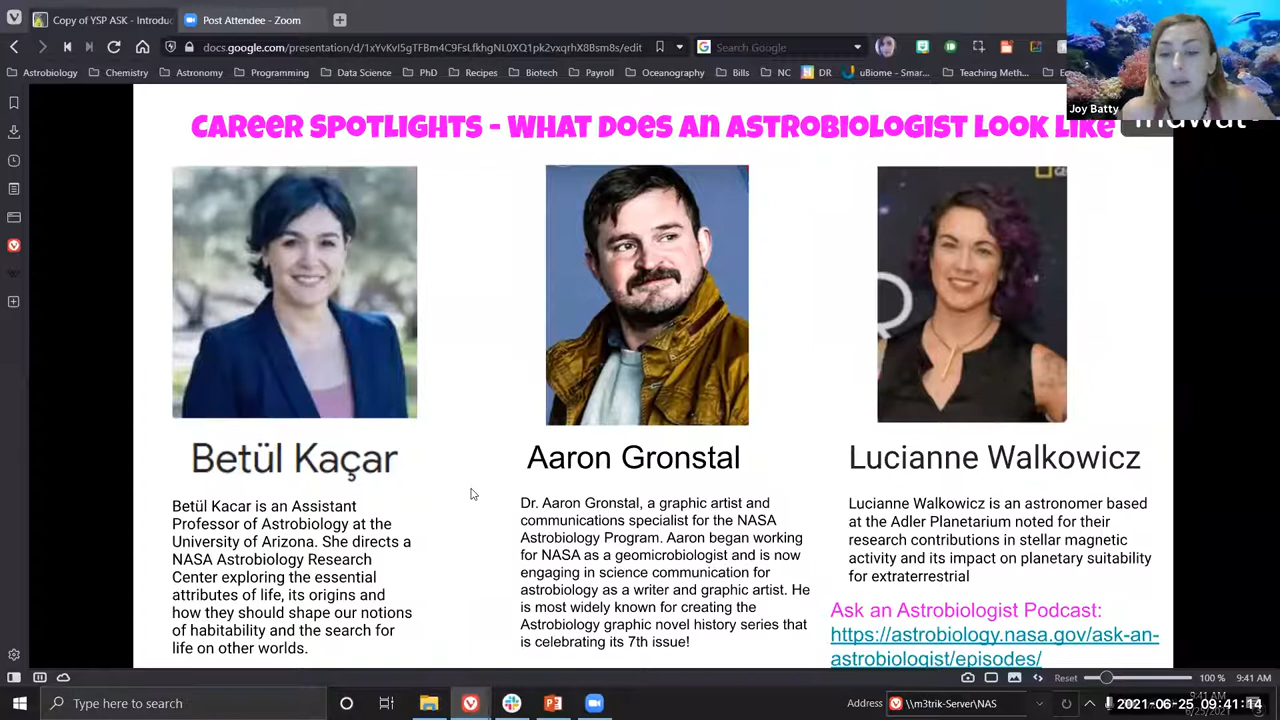 Copy of YSP ASK - Introduc
Post Attendee - Zoom
docs.google.com/presentation/d/1xYvKvI5gTFBm4C9FsLfkhgNL0XQ1pk2vxqrhX8Bsm8s/edit
Search Google
Astrobiology
Chemistry
Astronomy
Programming
Data Science
PhD
Recipes
Biotech
Payroll
Oceanography
Bills
NC
DR
uBiome - Smar...
Teaching Meth...
Joy Batty
Career Spotlights - What does an Astrobiologist Look Like
Betül Kaçar
Betül Kacar is an Assistant
Professor of Astrobiology at the
University of Arizona. She directs a
NASA Astrobiology Research
Center exploring the essential
attributes of life, its origins and
how they should shape our notions
of habitability and the search for
life on other worlds.
Aaron Gronstal
Dr. Aaron Gronstal, a graphic artist and
communications specialist for the NASA
Astrobiology Program. Aaron began working
for NASA as a geomicrobiologist and is now
engaging in science communication for
astrobiology as a writer and graphic artist. He
is most widely known for creating the
Astrobiology graphic novel history series that
is celebrating its 7th issue!
Lucianne Walkowicz
Lucianne Walkowicz is an astronomer based
at the Adler Planetarium noted for their
research contributions in stellar magnetic
activity and its impact on planetary suitability
for extraterrestrial
Ask an Astrobiologist Podcast:
https://astrobiology.nasa.gov/ask-an-
astrobiologist/episodes/
Reset
100 %
9:41 AM
Type here to search
Address
\\m3trik-Server\NAS
2021-06-25 09:41:14